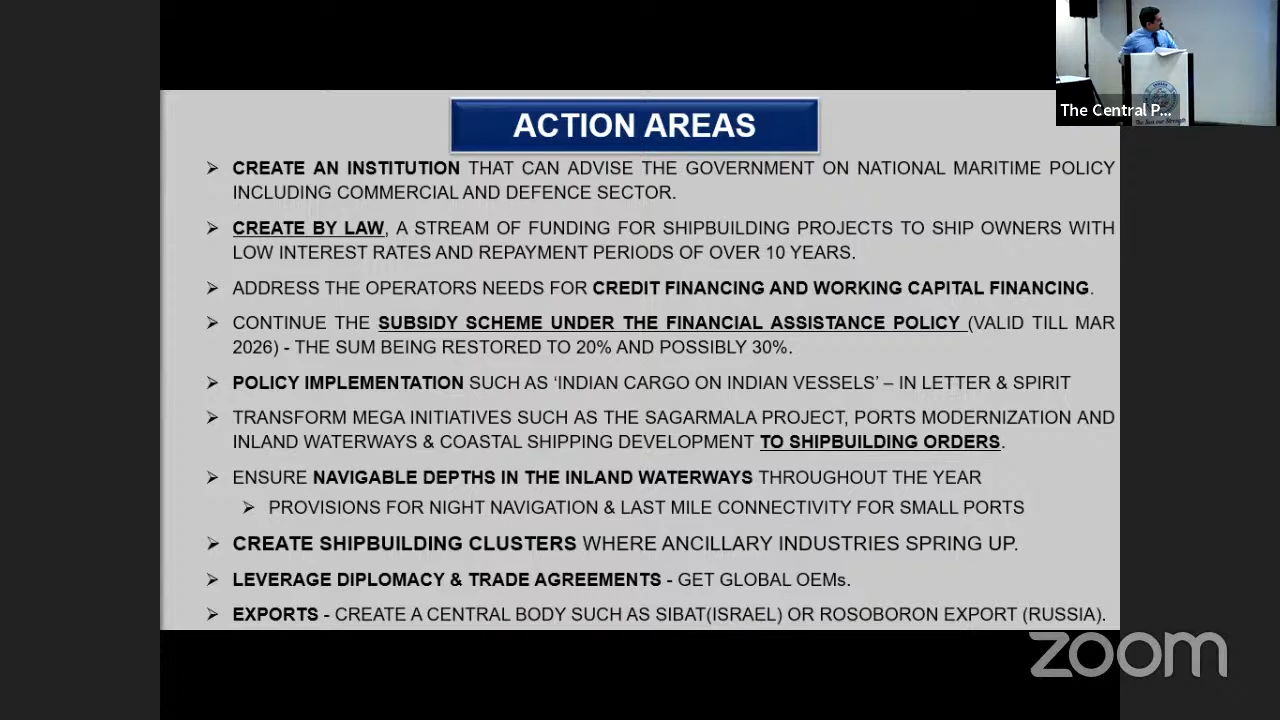 The Central P...
ACTION AREAS
➢ CREATE AN INSTITUTION THAT CAN ADVISE THE GOVERNMENT ON NATIONAL MARITIME POLICY
INCLUDING COMMERCIAL AND DEFENCE SECTOR.
➢ CREATE BY LAW, A STREAM OF FUNDING FOR SHIPBUILDING PROJECTS TO SHIP OWNERS WITH
LOW INTEREST RATES AND REPAYMENT PERIODS OF OVER 10 YEARS.
➢ ADDRESS THE OPERATORS NEEDS FOR CREDIT FINANCING AND WORKING CAPITAL FINANCING.
➢ CONTINUE THE SUBSIDY SCHEME UNDER THE FINANCIAL ASSISTANCE POLICY (VALID TILL MAR
2026) - THE SUM BEING RESTORED TO 20% AND POSSIBLY 30%.
➢ POLICY IMPLEMENTATION SUCH AS ‘INDIAN CARGO ON INDIAN VESSELS’ – IN LETTER & SPIRIT
➢ TRANSFORM MEGA INITIATIVES SUCH AS THE SAGARMALA PROJECT, PORTS MODERNIZATION AND
INLAND WATERWAYS & COASTAL SHIPPING DEVELOPMENT TO SHIPBUILDING ORDERS.
➢ ENSURE NAVIGABLE DEPTHS IN THE INLAND WATERWAYS THROUGHOUT THE YEAR
➢ PROVISIONS FOR NIGHT NAVIGATION & LAST MILE CONNECTIVITY FOR SMALL PORTS
➢ CREATE SHIPBUILDING CLUSTERS WHERE ANCILLARY INDUSTRIES SPRING UP.
➢ LEVERAGE DIPLOMACY & TRADE AGREEMENTS - GET GLOBAL OEMs.
➢ EXPORTS - CREATE A CENTRAL BODY SUCH AS SIBAT(ISRAEL) OR ROSOBORON EXPORT (RUSSIA).
zoom